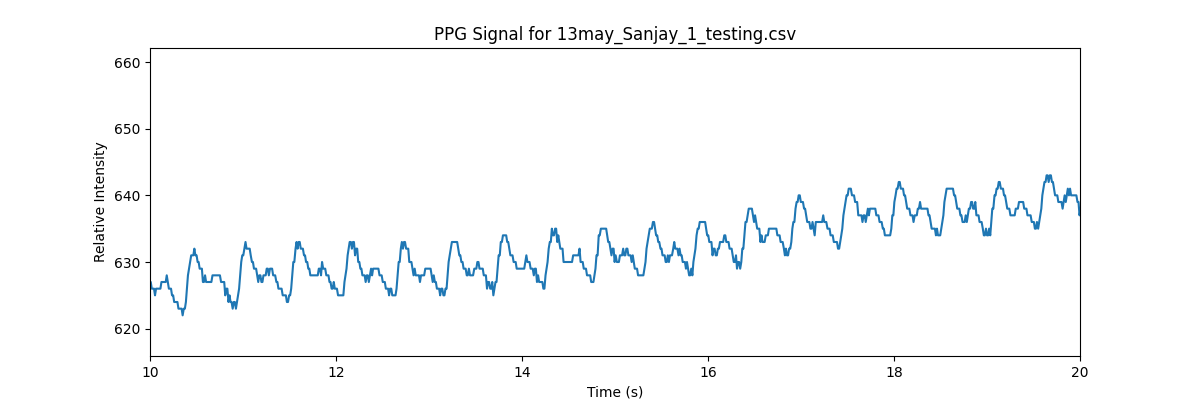 PPG Signal for 13may_Sanjay_1_testing.csv
660
650
640
630
620
Relative Intensity
10 12 14 16 18 20
Time (s)